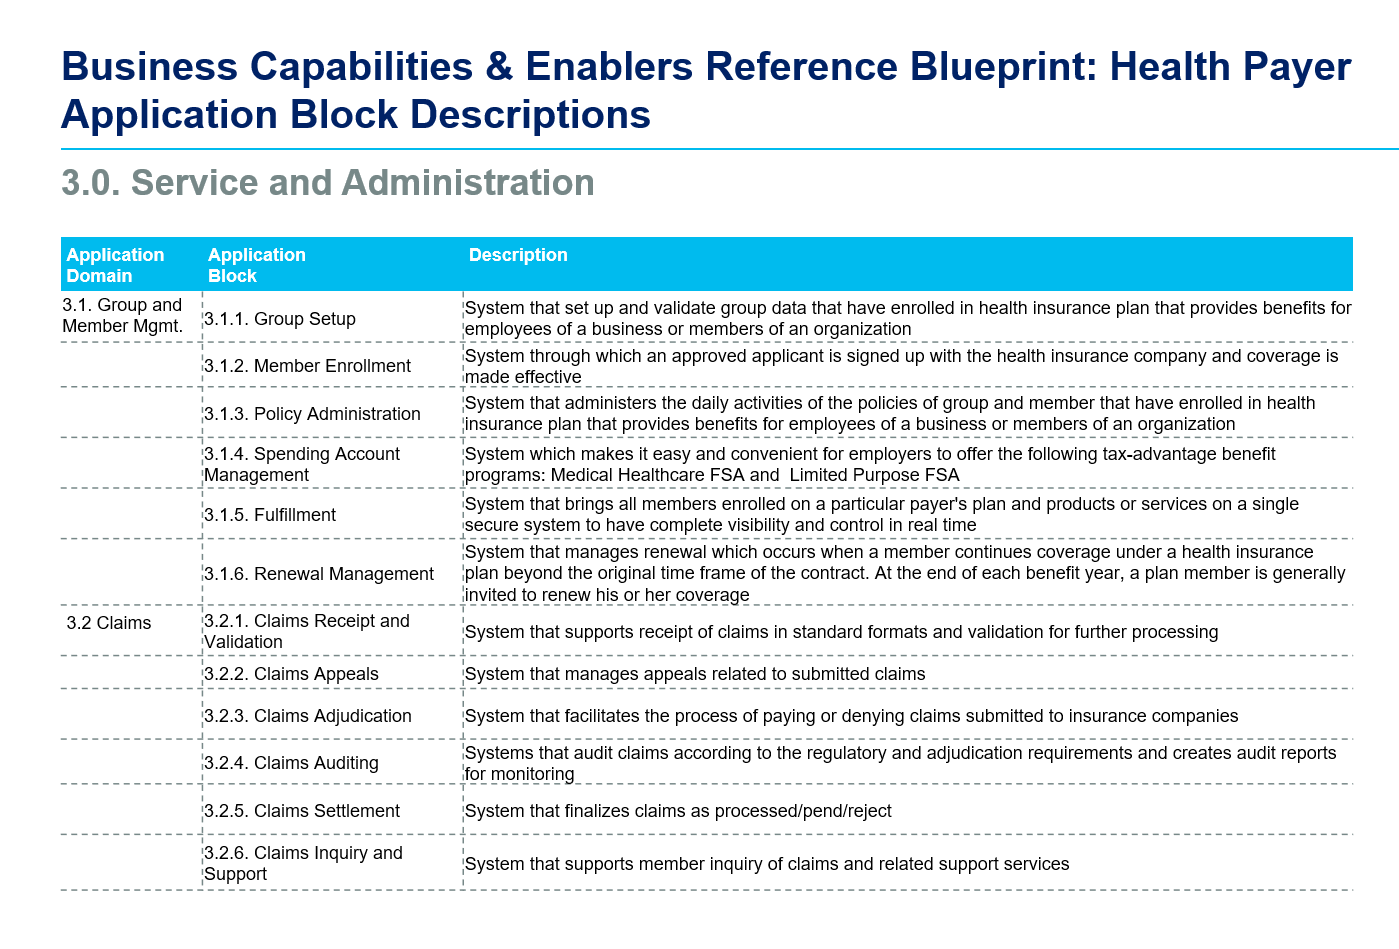 Business Capabilities & Enablers Reference Blueprint: Health Payer
Application Block Descriptions
3.0. Service and Administration
Application
Domain
Application
Block
Description
3.1. Group and
Member Mgmt.
3.1.1. Group Setup
System that set up and validate group data that have enrolled in health insurance plan that provides benefits for
employees of a business or members of an organization
3.1.2. Member Enrollment
System through which an approved applicant is signed up with the health insurance company and coverage is
made effective
3.1.3. Policy Administration
System that administers the daily activities of the policies of group and member that have enrolled in health
insurance plan that provides benefits for employees of a business or members of an organization
3.1.4. Spending Account
Management
System which makes it easy and convenient for employers to offer the following tax-advantage benefit
programs: Medical Healthcare FSA and  Limited Purpose FSA
3.1.5. Fulfillment
System that brings all members enrolled on a particular payer's plan and products or services on a single
secure system to have complete visibility and control in real time
3.1.6. Renewal Management
System that manages renewal which occurs when a member continues coverage under a health insurance
plan beyond the original time frame of the contract. At the end of each benefit year, a plan member is generally
invited to renew his or her coverage
3.2 Claims
3.2.1. Claims Receipt and
Validation
System that supports receipt of claims in standard formats and validation for further processing
3.2.2. Claims Appeals
System that manages appeals related to submitted claims
3.2.3. Claims Adjudication
System that facilitates the process of paying or denying claims submitted to insurance companies
3.2.4. Claims Auditing
Systems that audit claims according to the regulatory and adjudication requirements and creates audit reports
for monitoring
3.2.5. Claims Settlement
System that finalizes claims as processed/pend/reject
3.2.6. Claims Inquiry and
Support
System that supports member inquiry of claims and related support services